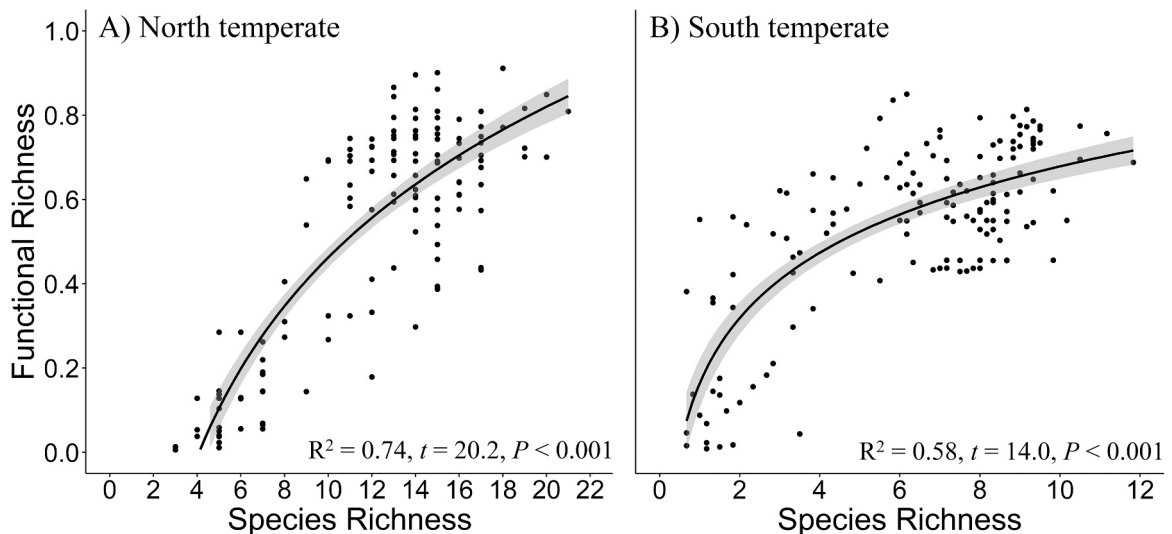 A) North temperate
B) South temperate
Functional Richness
1.0
0.8
0.6
0.4
0.2
0.0
R² = 0.74, t = 20.2, P < 0.001
R² = 0.58, t = 14.0, P < 0.001
0 2 4 6 8 10 12 14 16 18 20 22
0 2 4 6 8 10 12
Species Richness
Species Richness